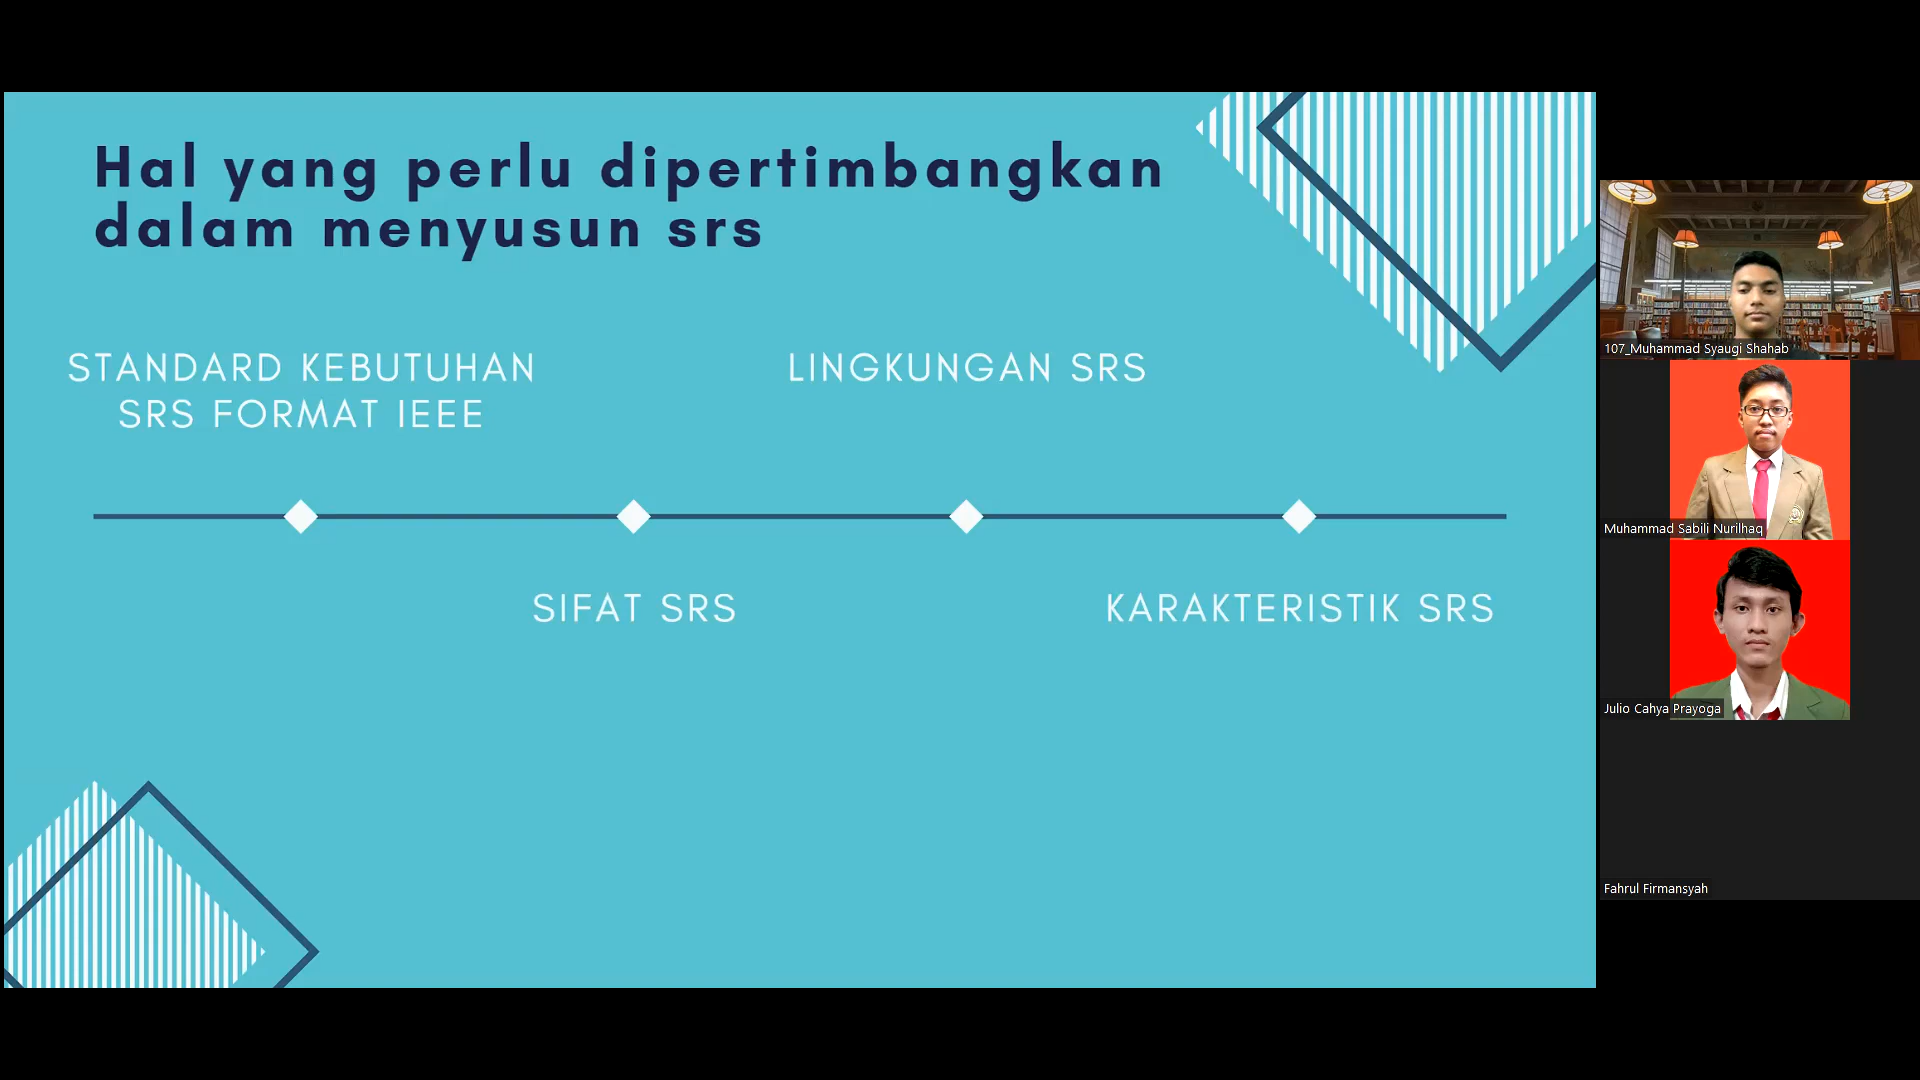 Hal yang perlu dipertimbangkan
dalam menyusun srs
STANDARD KEBUTUHAN
SRS FORMAT IEEE
SIFAT SRS
LINGKUNGAN SRS
KARAKTERISTIK SRS
107_Muhammad Syaugi Shahab
Muhammad Sabili Nurilhaq
Julio Cahya Prayoga
Fahrul Firmansyah